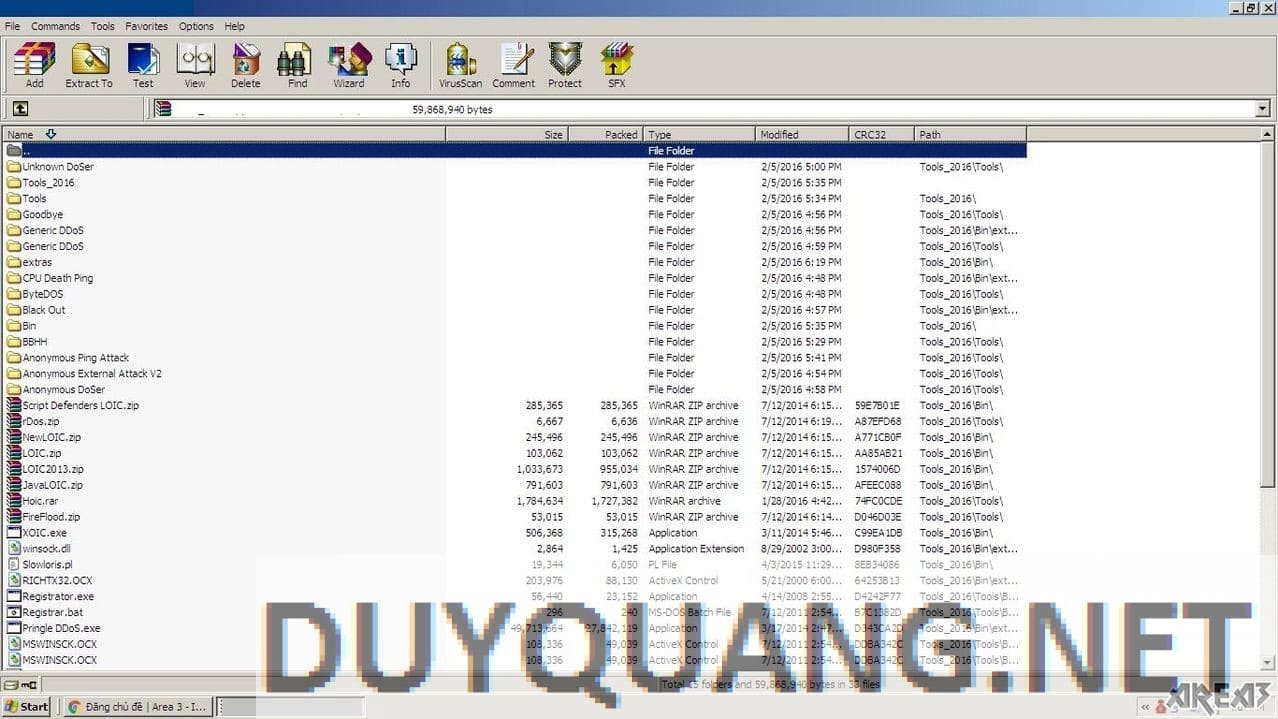 File Commands Tools Favorites Options Help
Add Extract To Test View Delete Find Wizard Info VirusScan Comment Protect SFX
59,868,940 bytes
Name Size Packed Type Modified CRC32 Path
.. File Folder
Unknown DoSer File Folder 2/5/2016 5:00 PM Tools_2016\Tools\
Tools_2016 File Folder 2/5/2016 5:35 PM
Tools File Folder 2/5/2016 5:34 PM Tools_2016\
Goodbye File Folder 2/5/2016 4:56 PM Tools_2016\Tools\
Generic DDoS File Folder 2/5/2016 4:56 PM Tools_2016\Bin\ext...
Generic DDoS File Folder 2/5/2016 4:59 PM Tools_2016\Tools\
extras File Folder 2/5/2016 6:19 PM Tools_2016\Bin\
CPU Death Ping File Folder 2/5/2016 4:48 PM Tools_2016\Bin\ext...
ByteDOS File Folder 2/5/2016 4:48 PM Tools_2016\Tools\
Black Out File Folder 2/5/2016 4:57 PM Tools_2016\Bin\ext...
Bin File Folder 2/5/2016 5:35 PM Tools_2016\
BBHH File Folder 2/5/2016 5:29 PM Tools_2016\Tools\
Anonymous Ping Attack File Folder 2/5/2016 5:41 PM Tools_2016\Tools\
Anonymous External Attack V2 File Folder 2/5/2016 4:54 PM Tools_2016\Tools\
Anonymous DoSer File Folder 2/5/2016 4:58 PM Tools_2016\Tools\
Script Defenders LOIC.zip 285,365 285,365 WinRAR ZIP archive 7/12/2014 6:15... 59E7B01E Tools_2016\Bin\
rDos.zip 6,667 6,636 WinRAR ZIP archive 7/12/2014 6:19... A87EFD68 Tools_2016\Tools\
NewLOIC.zip 245,496 245,496 WinRAR ZIP archive 7/12/2014 6:15... A771CB0F Tools_2016\Bin\
LOIC.zip 103,062 103,062 WinRAR ZIP archive 7/12/2014 6:15... AA85AB21 Tools_2016\Bin\
LOIC2013.zip 1,033,673 955,034 WinRAR ZIP archive 7/12/2014 6:15... 1574006D Tools_2016\Bin\
JavaLOIC.zip 791,603 791,603 WinRAR ZIP archive 7/12/2014 6:15... AFEEC088 Tools_2016\Bin\
Hoic.rar 1,784,634 1,727,382 WinRAR archive 1/28/2016 4:42... 74FC0CDE Tools_2016\Tools\
FireFlood.zip 53,015 53,015 WinRAR ZIP archive 7/12/2014 6:14... D046D03E Tools_2016\Tools\
XOIC.exe 506,368 315,268 Application 3/11/2014 5:46... C99EA1DB Tools_2016\Bin\
winsock.dll 2,864 1,425 Application Extension 8/29/2002 3:00... D980F358 Tools_2016\Bin\ext...
Slowloris.pl 19,344 6,050 PL File 4/3/2015 11:29... 8EB34086 Tools_2016\Bin\
RICHTX32.OCX 203,976 88,130 ActiveX Control 5/21/2000 6:00... 64253B13 Tools_2016\Bin\ext...
Registrator.exe 56,440 23,152 Application 4/14/2008 2:55... D4242F77 Tools_2016\Tools\B...
Registrar.bat 296 240 MS-DOS Batch File 7/12/2011 2:54... B7C1382D Tools_2016\Tools\B...
Pringle DDoS.exe 49,713,664 27,842,119 Application 3/17/2014 2:47... D343CA2D Tools_2016\Bin\ext...
MSWINSCK.OCX 108,336 49,039 ActiveX Control 7/12/2011 2:54... DDBA342C Tools_2016\Tools\B...
MSWINSCK.OCX 108,336 49,039 ActiveX Control 7/12/2011 2:54... DDBA342C Tools_2016\Tools\B...
DUYQUANG.NET
Total 15 folders and 59,868,940 bytes in 33 files
Start Đăng chủ đề | Area 3 - I...
AREA3